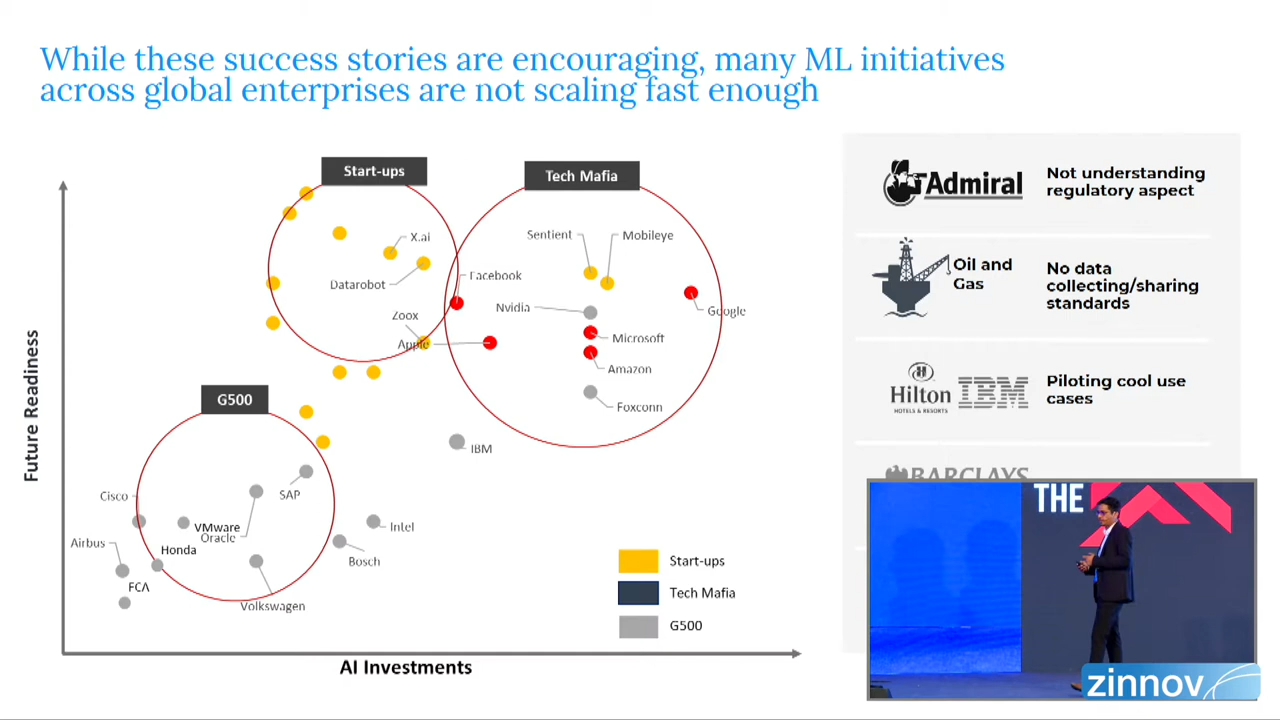 While these success stories are encouraging, many ML initiatives
across global enterprises are not scaling fast enough
Start-ups
Tech Mafia
X.ai
Datarobot
Zoox
Sentient
Mobileye
Facebook
Nvidia
Google
Apple
Microsoft
Amazon
Foxconn
G500
IBM
SAP
Cisco
VMware
Oracle
Intel
Airbus
Honda
Bosch
FCA
Volkswagen
Future Readiness
AI Investments
Start-ups
Tech Mafia
G500
Admiral
Not understanding
regulatory aspect
Oil and
Gas
No data
collecting/sharing
standards
Hilton
HOTELS & RESORTS
IBM
Piloting cool use
cases
BARCLAYS
THE
zinnov